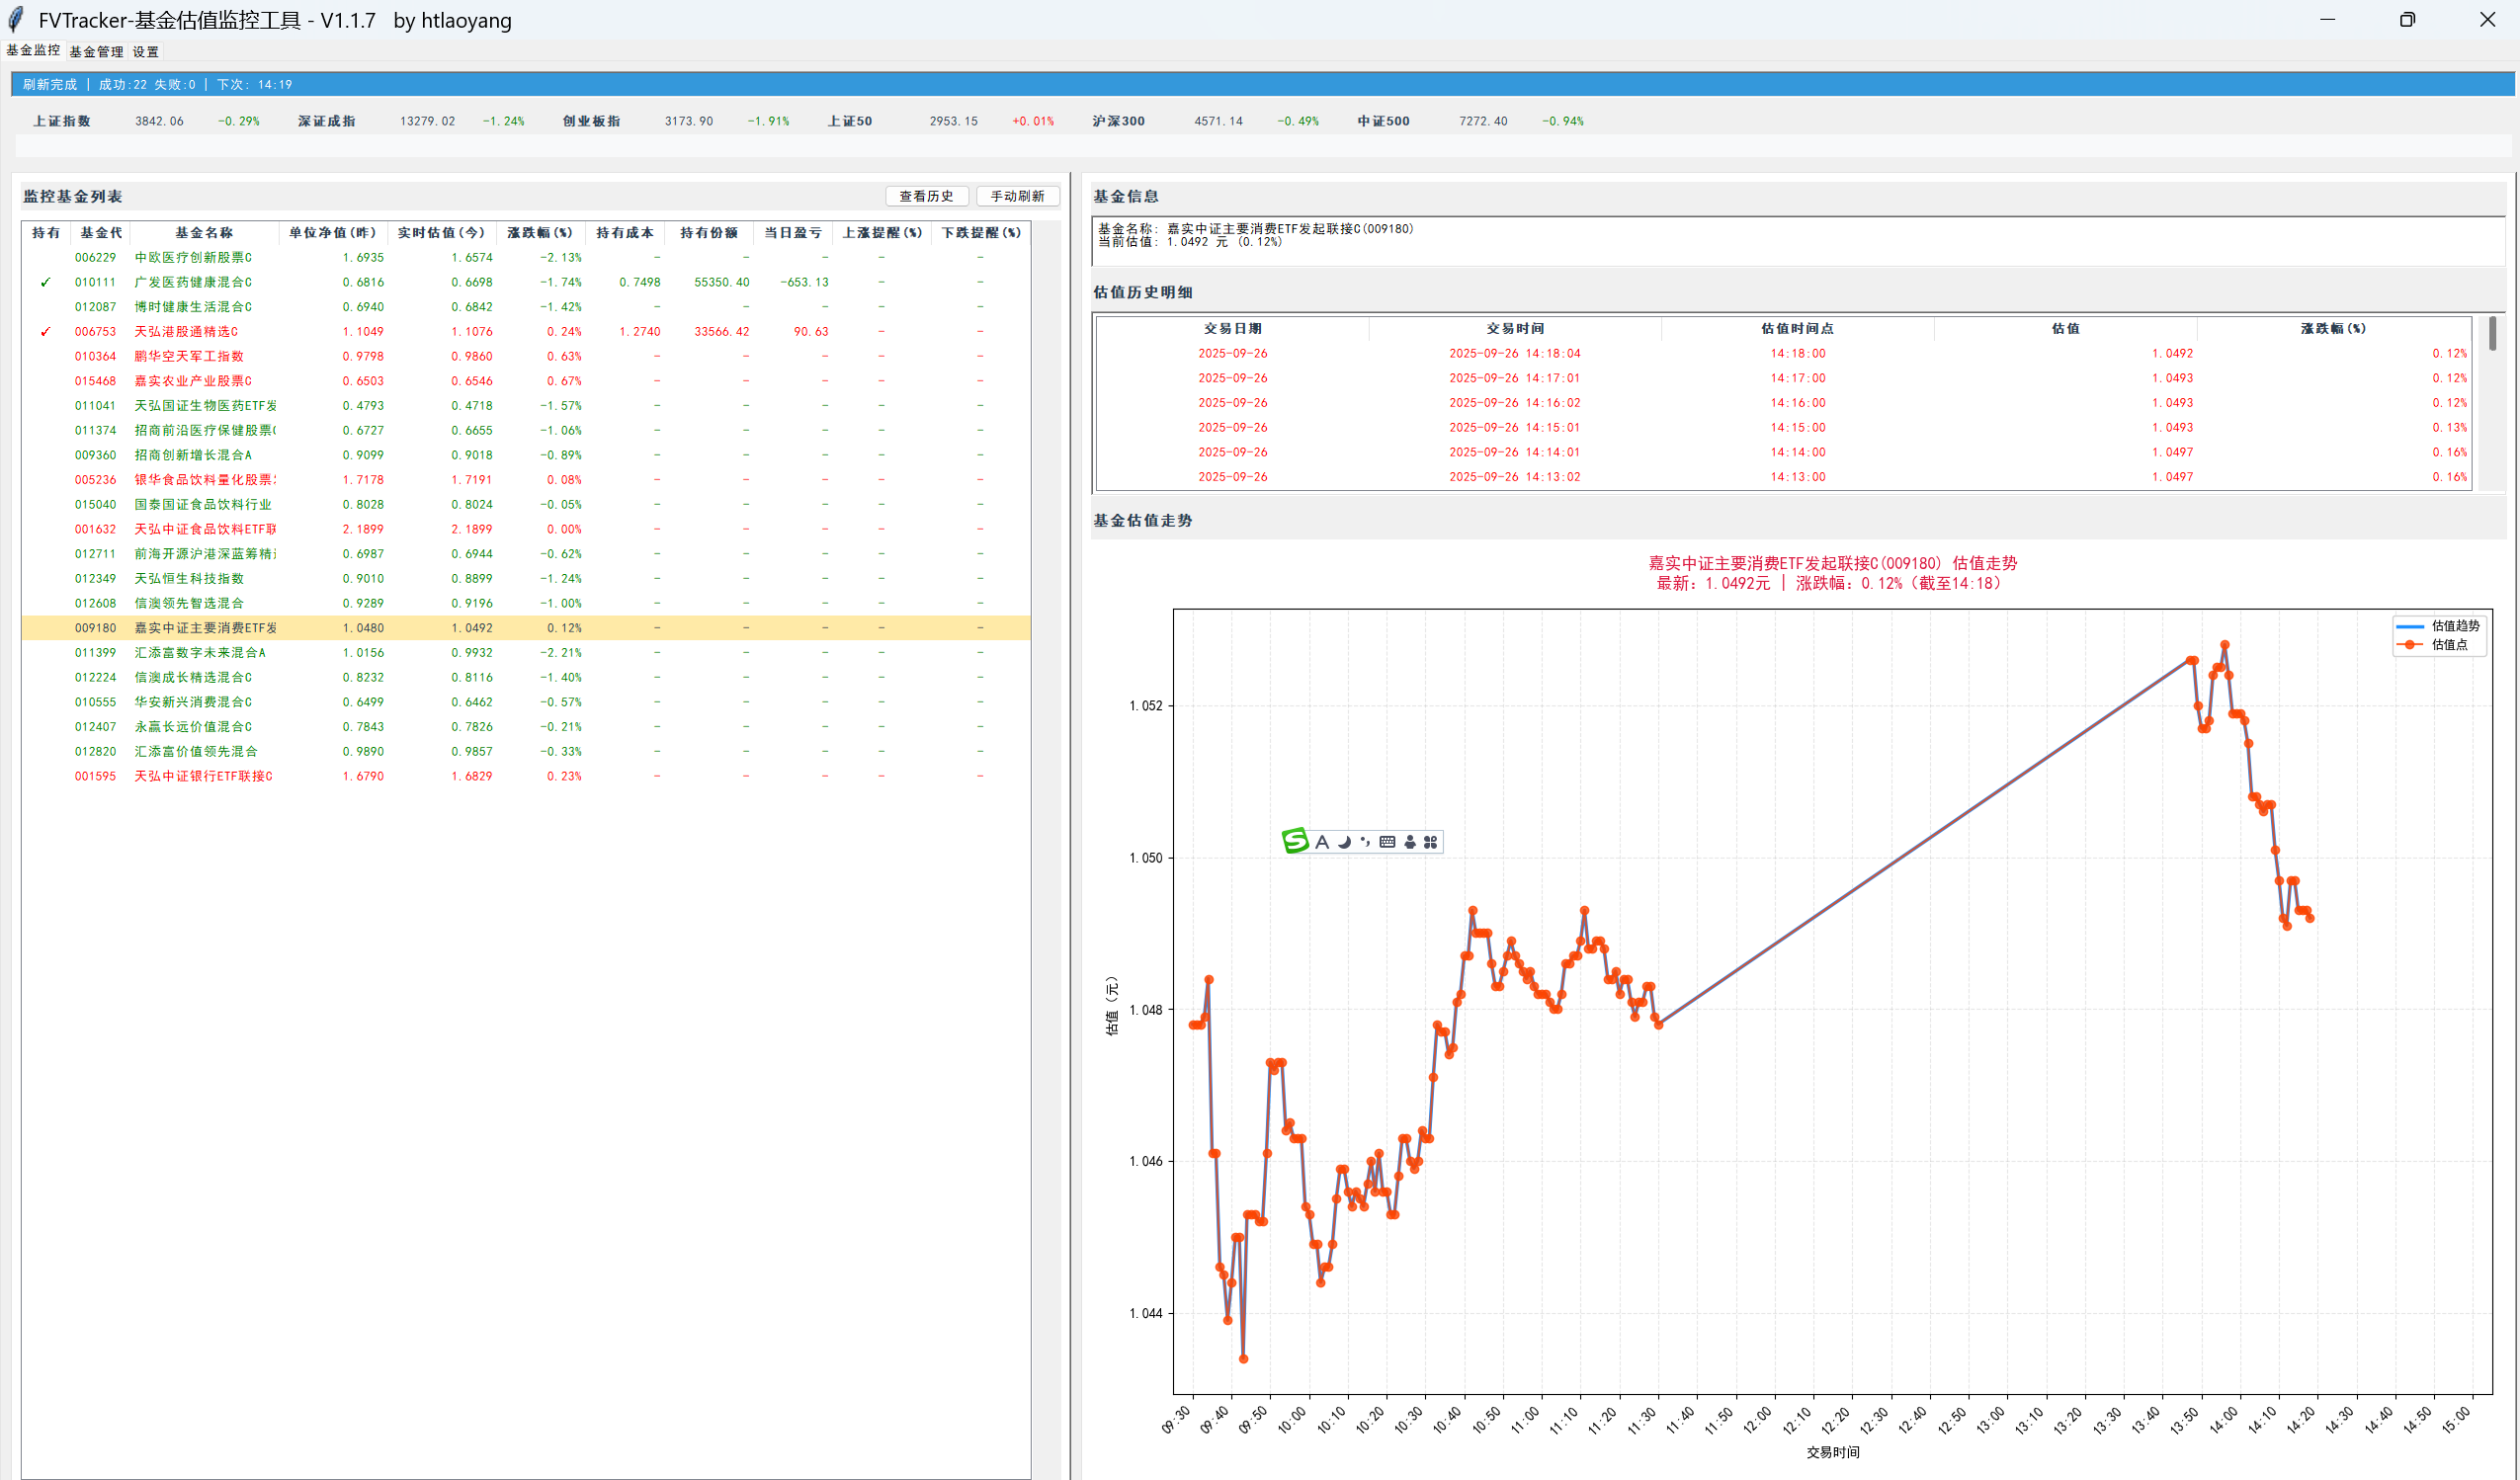 FVTracker-基金估值监控工具 - V1.1.7 by htlaoyang
基金监控 基金管理 设置
刷新完成 | 成功:22 失败:0 | 下次: 14:19
上证指数 3842.06 -0.29% 深证成指 13279.02 -1.24% 创业板指 3173.90 -1.91% 上证50 2953.15 +0.01% 沪深300 4571.14 -0.49% 中证500 7272.40 -0.94%
监控基金列表 查看历史 手动刷新
持有 基金代 基金名称 单位净值(昨) 实时估值(今) 涨跌幅(%) 持有成本 持有份额 当日盈亏 上涨提醒(%) 下跌提醒(%)
006229 中欧医疗创新股票C 1.6935 1.6574 -2.13% - - - - -
✓ 010111 广发医药健康混合C 0.6816 0.6698 -1.74% 0.7498 55350.40 -653.13 - -
012087 博时健康生活混合C 0.6940 0.6842 -1.42% - - - - -
✓ 006753 天弘港股通精选C 1.1049 1.1076 0.24% 1.2740 33566.42 90.63 - -
010364 鹏华空天军工指数 0.9798 0.9860 0.63% - - - - -
015468 嘉实农业产业股票C 0.6503 0.6546 0.67% - - - - -
011041 天弘国证生物医药ETF发 0.4793 0.4718 -1.57% - - - - -
011374 招商前沿医疗保健股票 0.6727 0.6655 -1.06% - - - - -
009360 招商创新增长混合A 0.9099 0.9018 -0.89% - - - - -
005236 银华食品饮料量化股票 1.7178 1.7191 0.08% - - - - -
015040 国泰国证食品饮料行业 0.8028 0.8024 -0.05% - - - - -
001632 天弘中证食品饮料ETF联 2.1899 2.1899 0.00% - - - - -
012711 前海开源沪港深蓝筹精 0.6987 0.6944 -0.62% - - - - -
012349 天弘恒生科技指数 0.9010 0.8899 -1.24% - - - - -
012608 信澳领先智选混合 0.9289 0.9196 -1.00% - - - - -
009180 嘉实中证主要消费ETF发 1.0480 1.0492 0.12% - - - - -
011399 汇添富数字未来混合A 1.0156 0.9932 -2.21% - - - - -
012224 信澳成长精选混合C 0.8232 0.8116 -1.40% - - - - -
010555 华安新兴消费混合C 0.6499 0.6462 -0.57% - - - - -
012407 永赢长远价值混合C 0.7843 0.7826 -0.21% - - - - -
012820 汇添富价值领先混合 0.9890 0.9857 -0.33% - - - - -
001595 天弘中证银行ETF联接C 1.6790 1.6829 0.23% - - - - -
基金信息
基金名称: 嘉实中证主要消费ETF发起联接C(009180)
当前估值: 1.0492 元 (0.12%)
估值历史明细
交易日期 交易时间 估值时间点 估值 涨跌幅(%)
2025-09-26 2025-09-26 14:18:04 14:18:00 1.0492 0.12%
2025-09-26 2025-09-26 14:17:01 14:17:00 1.0493 0.12%
2025-09-26 2025-09-26 14:16:02 14:16:00 1.0493 0.12%
2025-09-26 2025-09-26 14:15:01 14:15:00 1.0493 0.13%
2025-09-26 2025-09-26 14:14:01 14:14:00 1.0497 0.16%
2025-09-26 2025-09-26 14:13:02 14:13:00 1.0497 0.16%
基金估值走势
嘉实中证主要消费ETF发起联接C(009180) 估值走势
最新: 1.0492元 | 涨跌幅: 0.12% (截至14:18)
估值趋势
估值点
1.052
1.050
S A
1.048
1.046
1.044
估值 (元)
09:30 09:40 09:50 10:00 10:10 10:20 10:30 10:40 10:50 11:00 11:10 11:20 11:30 11:40 11:50 12:00 12:10 12:20 12:30 12:40 12:50 13:00 13:10 13:20 13:30 13:40 13:50 14:00 14:10 14:20 14:30 14:40 14:50 15:00
交易时间